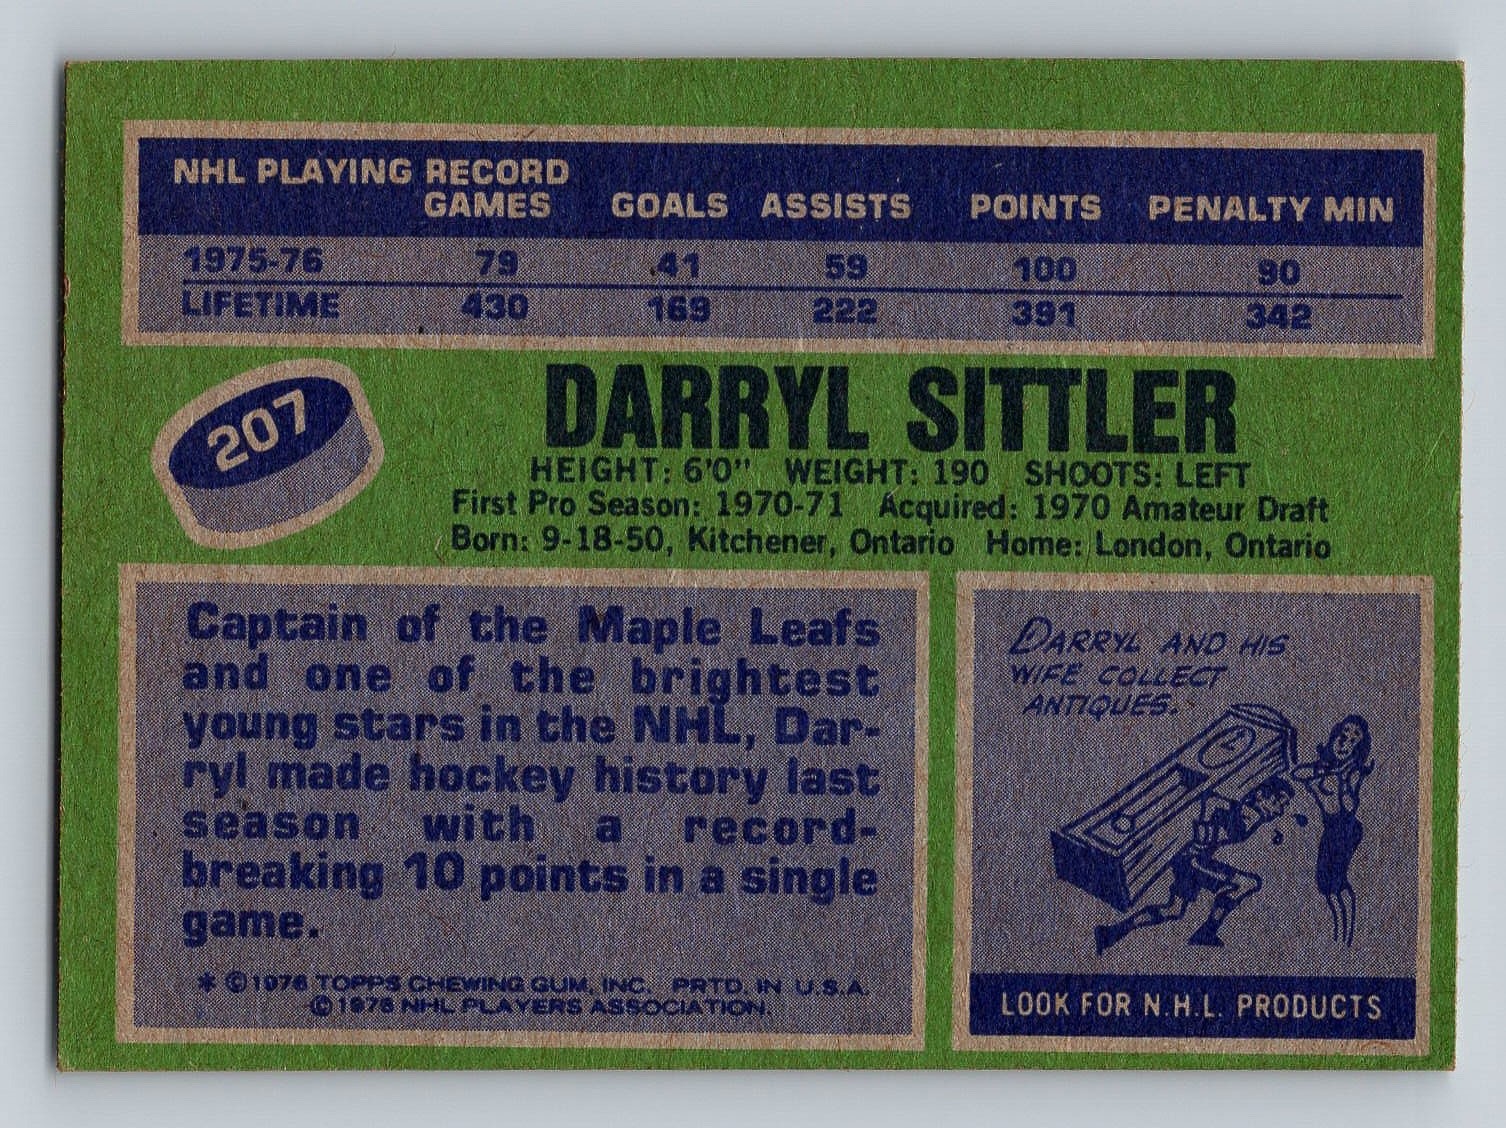 NHL PLAYING RECORD
GAMES GOALS ASSISTS POINTS PENALTY MIN
1975-76 79 41 59 100 90
LIFETIME 430 169 222 391 342
207
DARRYL SITTLER
HEIGHT: 6'0" WEIGHT: 190 SHOOTS: LEFT
First Pro Season: 1970-71 Acquired: 1970 Amateur Draft
Born: 9-18-50, Kitchener, Ontario Home: London, Ontario
Captain of the Maple Leafs
and one of the brightest
young stars in the NHL, Dar-
ryl made hockey history last
season with a record-
breaking 10 points in a single
game.
* ©1976 TOPPS CHEWING GUM, INC. PRTD. IN U.S.A.
©1976 NHL PLAYERS ASSOCIATION.
DARRYL AND HIS
WIFE COLLECT
ANTIQUES.
LOOK FOR N.H.L. PRODUCTS